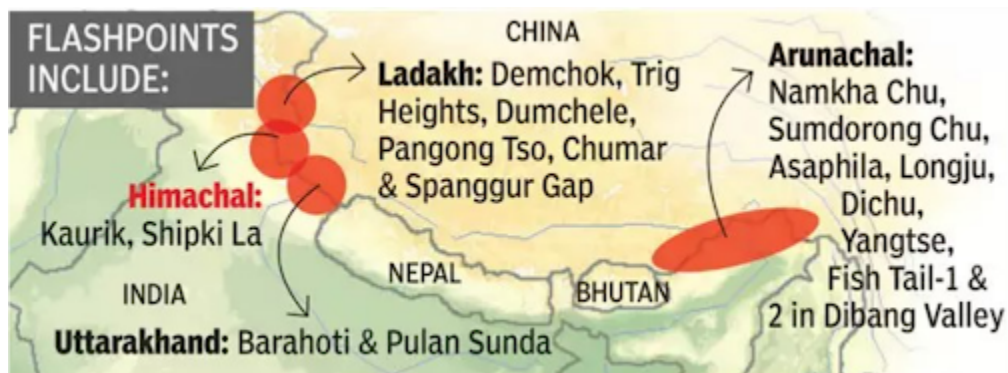 FLASHPOINTS
INCLUDE:
CHINA
Ladakh: Demchok, Trig
Heights, Dumchele,
Pangong Tso, Chumar
& Spanggur Gap
Arunachal:
Namkha Chu,
Sumdorong Chu,
Asaphila, Longju,
Dichu,
Yangtse,
Fish Tail-1 &
2 in Dibang Valley
Himachal:
Kaurik, Shipki La
NEPAL
BHUTAN
INDIA
Uttarakhand: Barahoti & Pulan Sunda